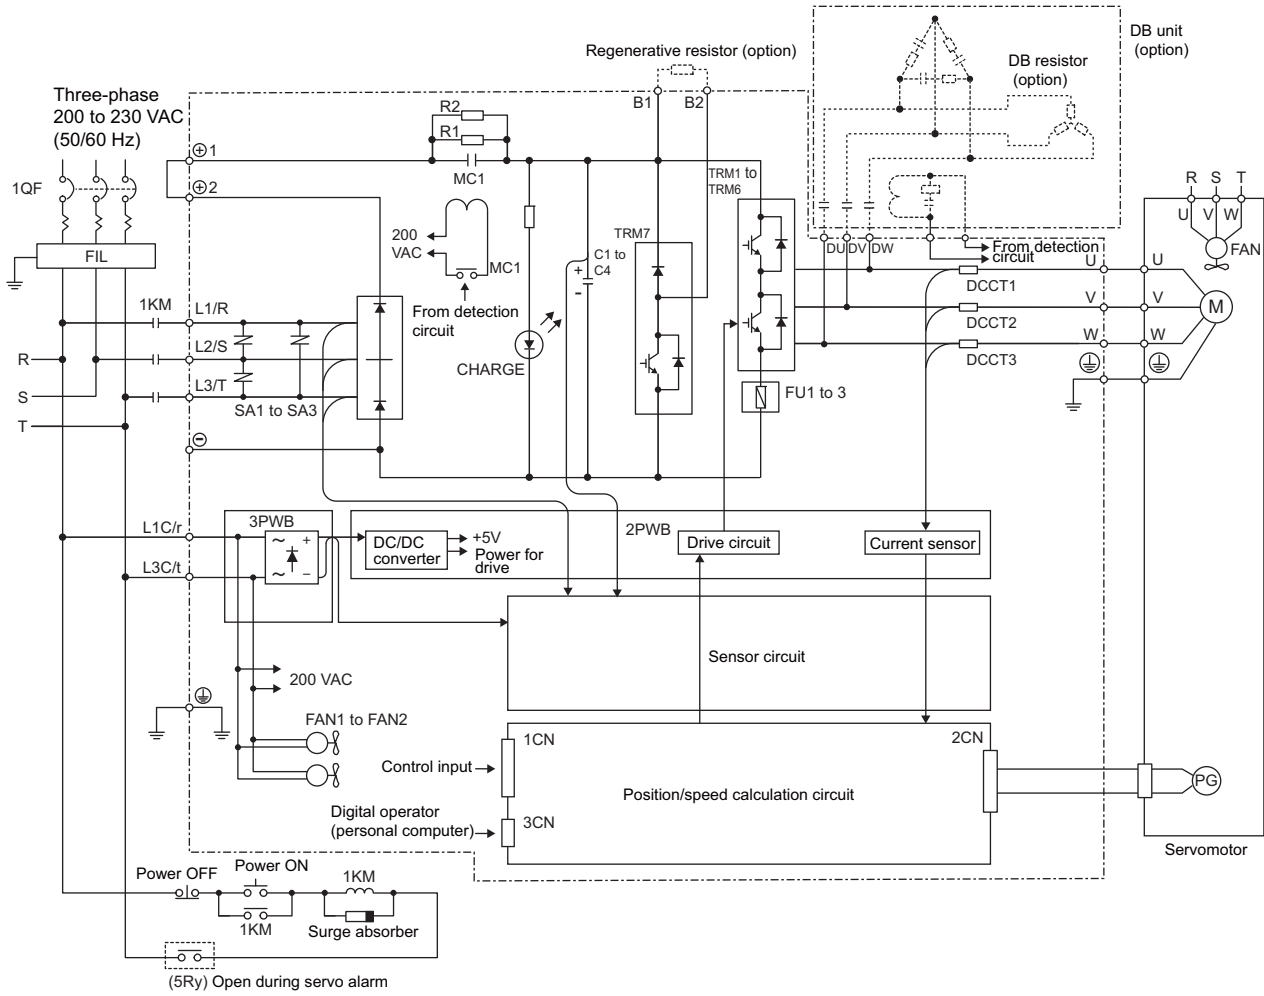 DB unit
(option)
Regenerative resistor (option)
DB resistor
(option)
Three-phase
200 to 230 VAC
(50/60 Hz)
B1
B2
R2
R1
MC1
⊕1
⊕2
1QF
FIL
TRM1 to
TRM6
R S T
U V W
FAN
200
VAC
MC1
From detection
circuit
TRM7
C1 to
C4
+
-
DU DV DW
From detection
circuit
U
U
V
V
W
W
M
DCCT1
DCCT2
DCCT3
1KM
L1/R
L2/S
L3/T
R
S
T
SA1 to SA3
CHARGE
FU1 to 3
⊖
L1C/r
L3C/t
3PWB
~ +
~ −
DC/DC
converter
+5V
Power for
drive
2PWB
Drive circuit
Current sensor
Sensor circuit
200 VAC
FAN1 to FAN2
1CN
2CN
Control input
Position/speed calculation circuit
Digital operator
(personal computer)
3CN
PG
Servomotor
Power OFF
Power ON
1KM
1KM
Surge absorber
(5Ry) Open during servo alarm